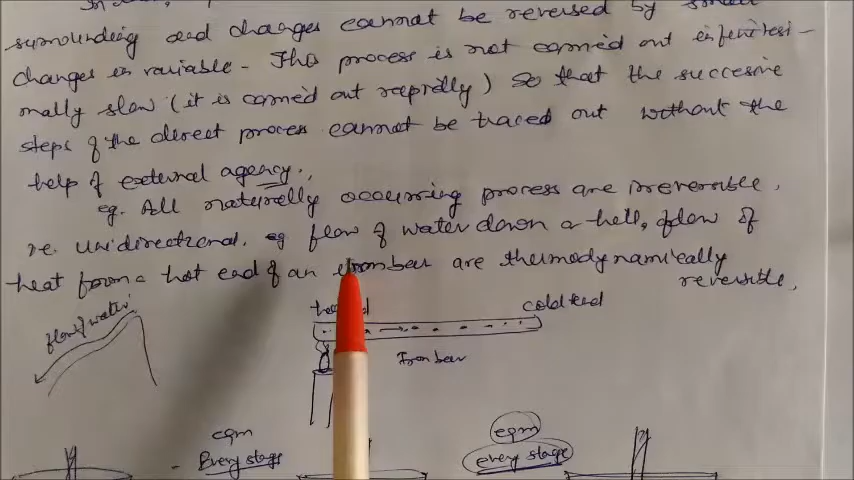 surrounding and changes cannot be reversed by small
changes in variable - This process is not carried out infinitesi-
mally slow (it is carried out rapidly) so that the successive
steps of the direct process cannot be traced out without the
help of external agency.
eg. All naturally occurring process are irreversible,
ie. unidirectional. eg flow of water down a hill, flow of
heat from a hot end of an iron bar are thermodynamically
reversible.
flow of water
cold end
Iron bar
eqm
Every stage
eqm
every stage